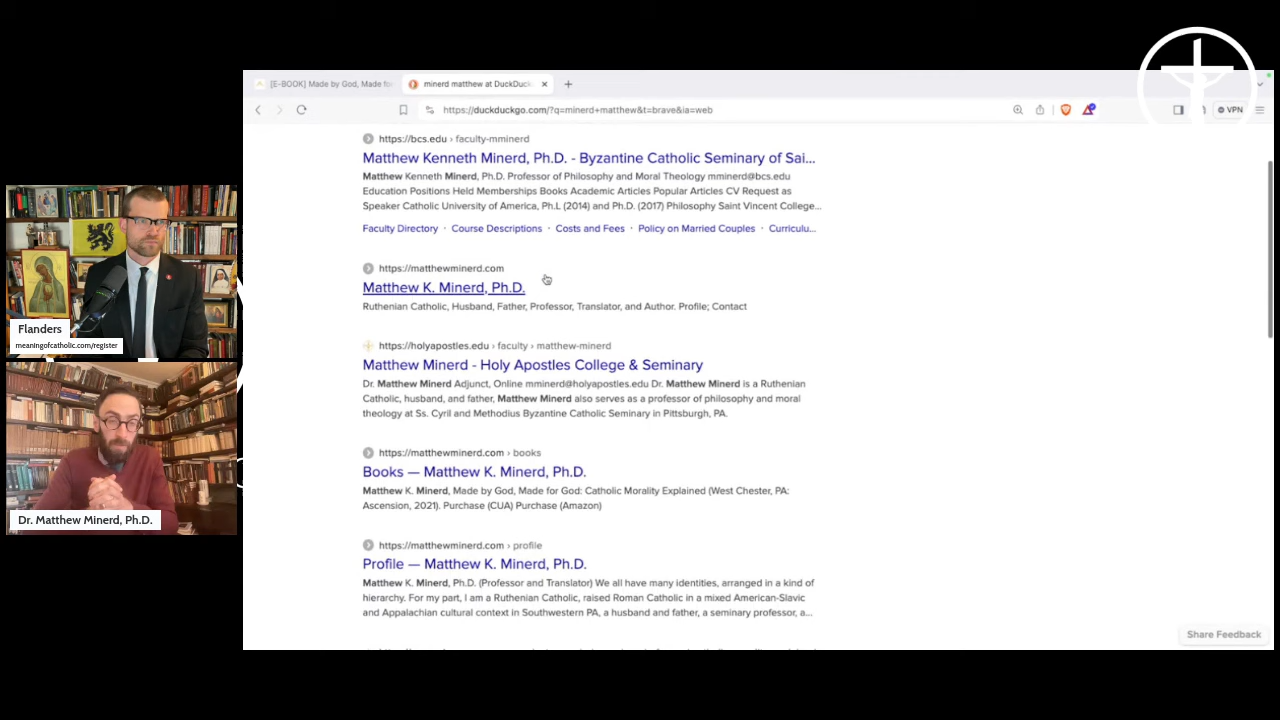 [E-BOOK] Made by God, Made for
minerd matthew at DuckDuck
https://duckduckgo.com/?q=minerd+matthew&t=brave&ia=web
VPN
https://bcs.edu › faculty-mminerd
Matthew Kenneth Minerd, Ph.D. - Byzantine Catholic Seminary of Sai...
Matthew Kenneth Minerd, Ph.D. Professor of Philosophy and Moral Theology mminerd@bcs.edu
Education Positions Held Memberships Books Academic Articles Popular Articles CV Request as
Speaker Catholic University of America, Ph.L (2014) and Ph.D. (2017) Philosophy Saint Vincent College...
Faculty Directory · Course Descriptions · Costs and Fees · Policy on Married Couples · Curriculu...
https://matthewminerd.com
Matthew K. Minerd, Ph.D.
Ruthenian Catholic, Husband, Father, Professor, Translator, and Author. Profile; Contact
https://holyapostles.edu › faculty › matthew-minerd
Matthew Minerd - Holy Apostles College & Seminary
Dr. Matthew Minerd Adjunct, Online mminerd@holyapostles.edu Dr. Matthew Minerd is a Ruthenian
Catholic, husband, and father, Matthew Minerd also serves as a professor of philosophy and moral
theology at Ss. Cyril and Methodius Byzantine Catholic Seminary in Pittsburgh, PA.
https://matthewminerd.com › books
Books — Matthew K. Minerd, Ph.D.
Matthew K. Minerd, Made by God, Made for God: Catholic Morality Explained (West Chester, PA:
Ascension, 2021). Purchase (CUA) Purchase (Amazon)
https://matthewminerd.com › profile
Profile — Matthew K. Minerd, Ph.D.
Matthew K. Minerd, Ph.D. (Professor and Translator) We all have many identities, arranged in a kind of
hierarchy. For my part, I am a Ruthenian Catholic, raised Roman Catholic in a mixed American-Slavic
and Appalachian cultural context in Southwestern PA, a husband and father, a seminary professor, a...
Share Feedback
Flanders
meaningofcatholic.com/register
Dr. Matthew Minerd, Ph.D.